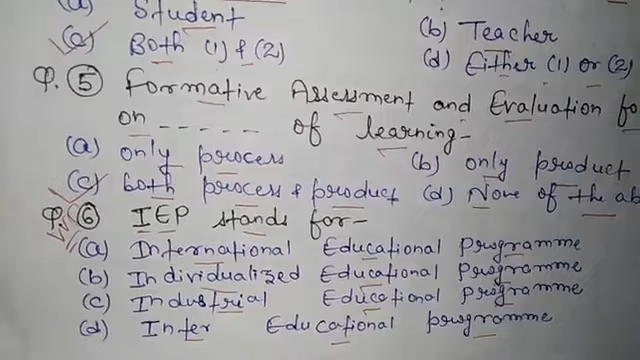 (a) Student
(b) Teacher
(c) Both (1) & (2)
(d) Either (1) or (2)
Q. 5 Formative Assessment and Evaluation fo
on _ _ _ _ _ of learning-
(a) only process
(b) only product
(c) both process & product (d) None of the ab
Q. 6 IEP stands for-
(a) International Educational Programme
(b) Individualized Educational Programme
(c) Industrial Educational Programme
(d) Inter Educational programme